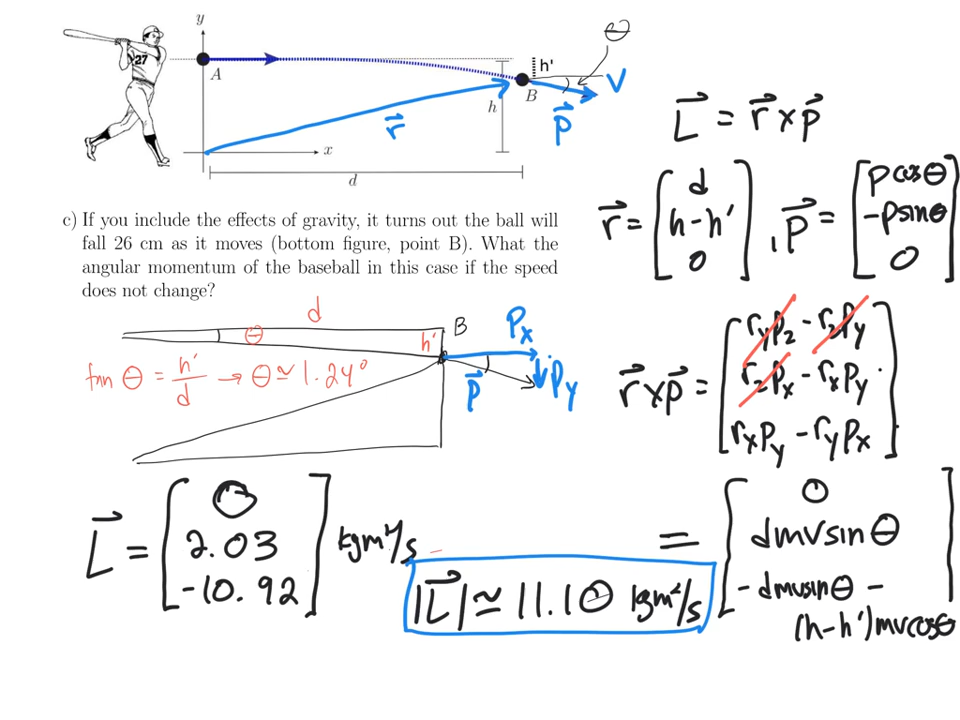 y
27
A
θ
h'
V
B
h
r⃗
p⃗
x
d
L⃗ = r⃗ x p⃗
r⃗ = [ d
h-h'
0 ] , p⃗ = [ pcosθ
-psinθ
0 ]
c) If you include the effects of gravity, it turns out the ball will
fall 26 cm as it moves (bottom figure, point B). What the
angular momentum of the baseball in this case if the speed
does not change?
d
θ
h'
B
Px
p⃗
Py
tan θ = h'/d → θ ≃ 1.24°
r⃗ x p⃗ = [ rypz - rzpy
rzpx - rxpy
rxpy - rypx ]
= [ 0
dmvsinθ
-dmvsinθ -
(h-h')mvcosθ ]
L⃗ = [ 0
2.03
-10.92 ] kgm²/s
|L⃗| ≃ 11.10 kgm²/s